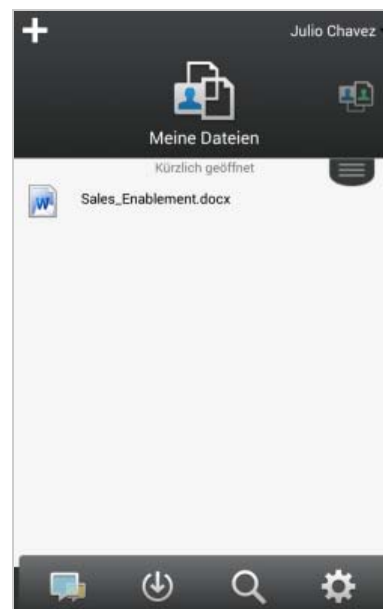 Julio Chavez
Meine Dateien
Kürzlich geöffnet
W
Sales_Enablement.docx